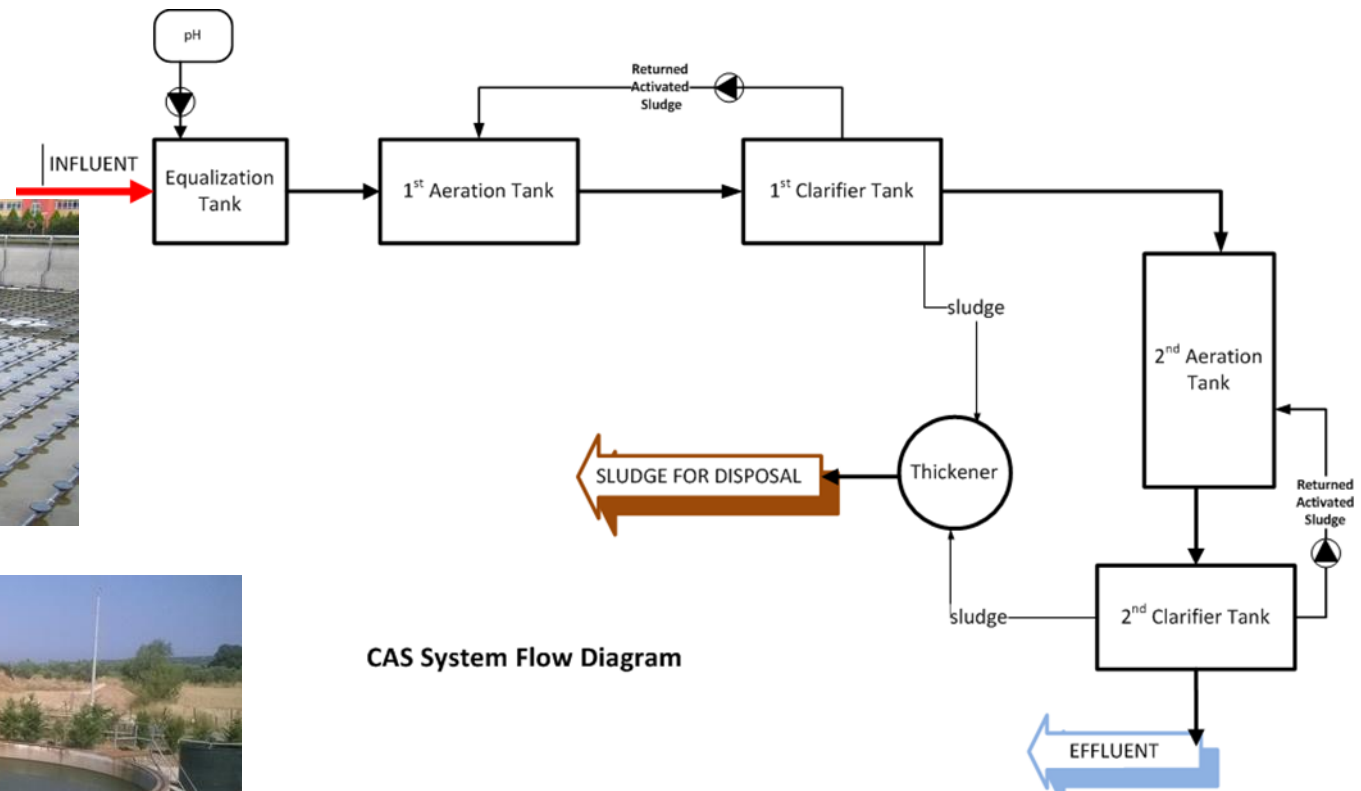 pH
Returned
Activated
Sludge
INFLUENT
Equalization
Tank
1st Aeration Tank
1st Clarifier Tank
sludge
2nd Aeration
Tank
SLUDGE FOR DISPOSAL
Thickener
Returned
Activated
Sludge
sludge
2nd Clarifier Tank
CAS System Flow Diagram
EFFLUENT